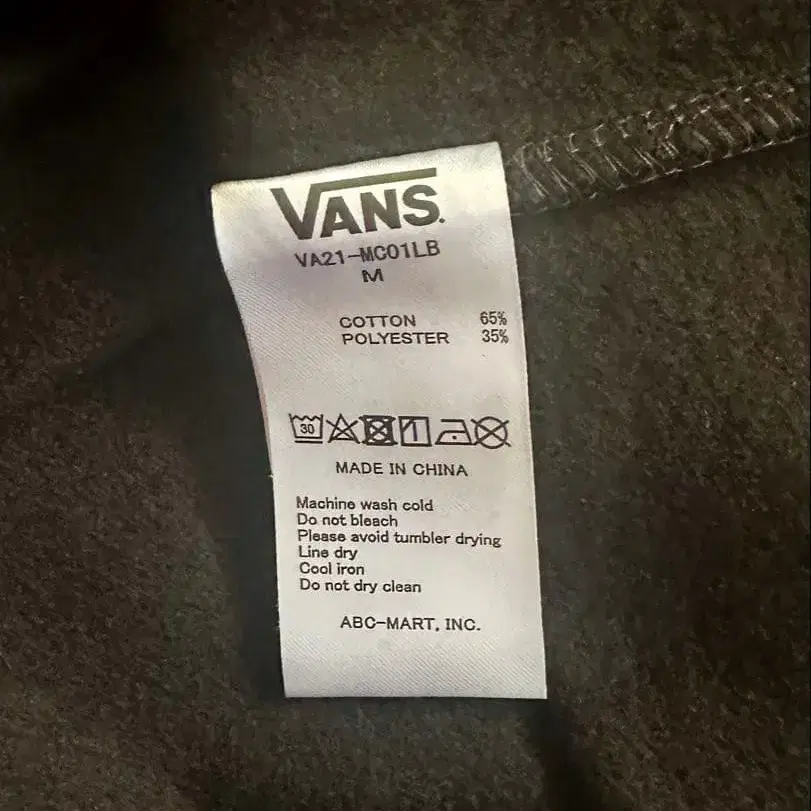 VANS.
VA21-MC01LB
M
COTTON 65%
POLYESTER 35%
30
MADE IN CHINA
Machine wash cold
Do not bleach
Please avoid tumbler drying
Line dry
Cool iron
Do not dry clean
ABC-MART, INC.